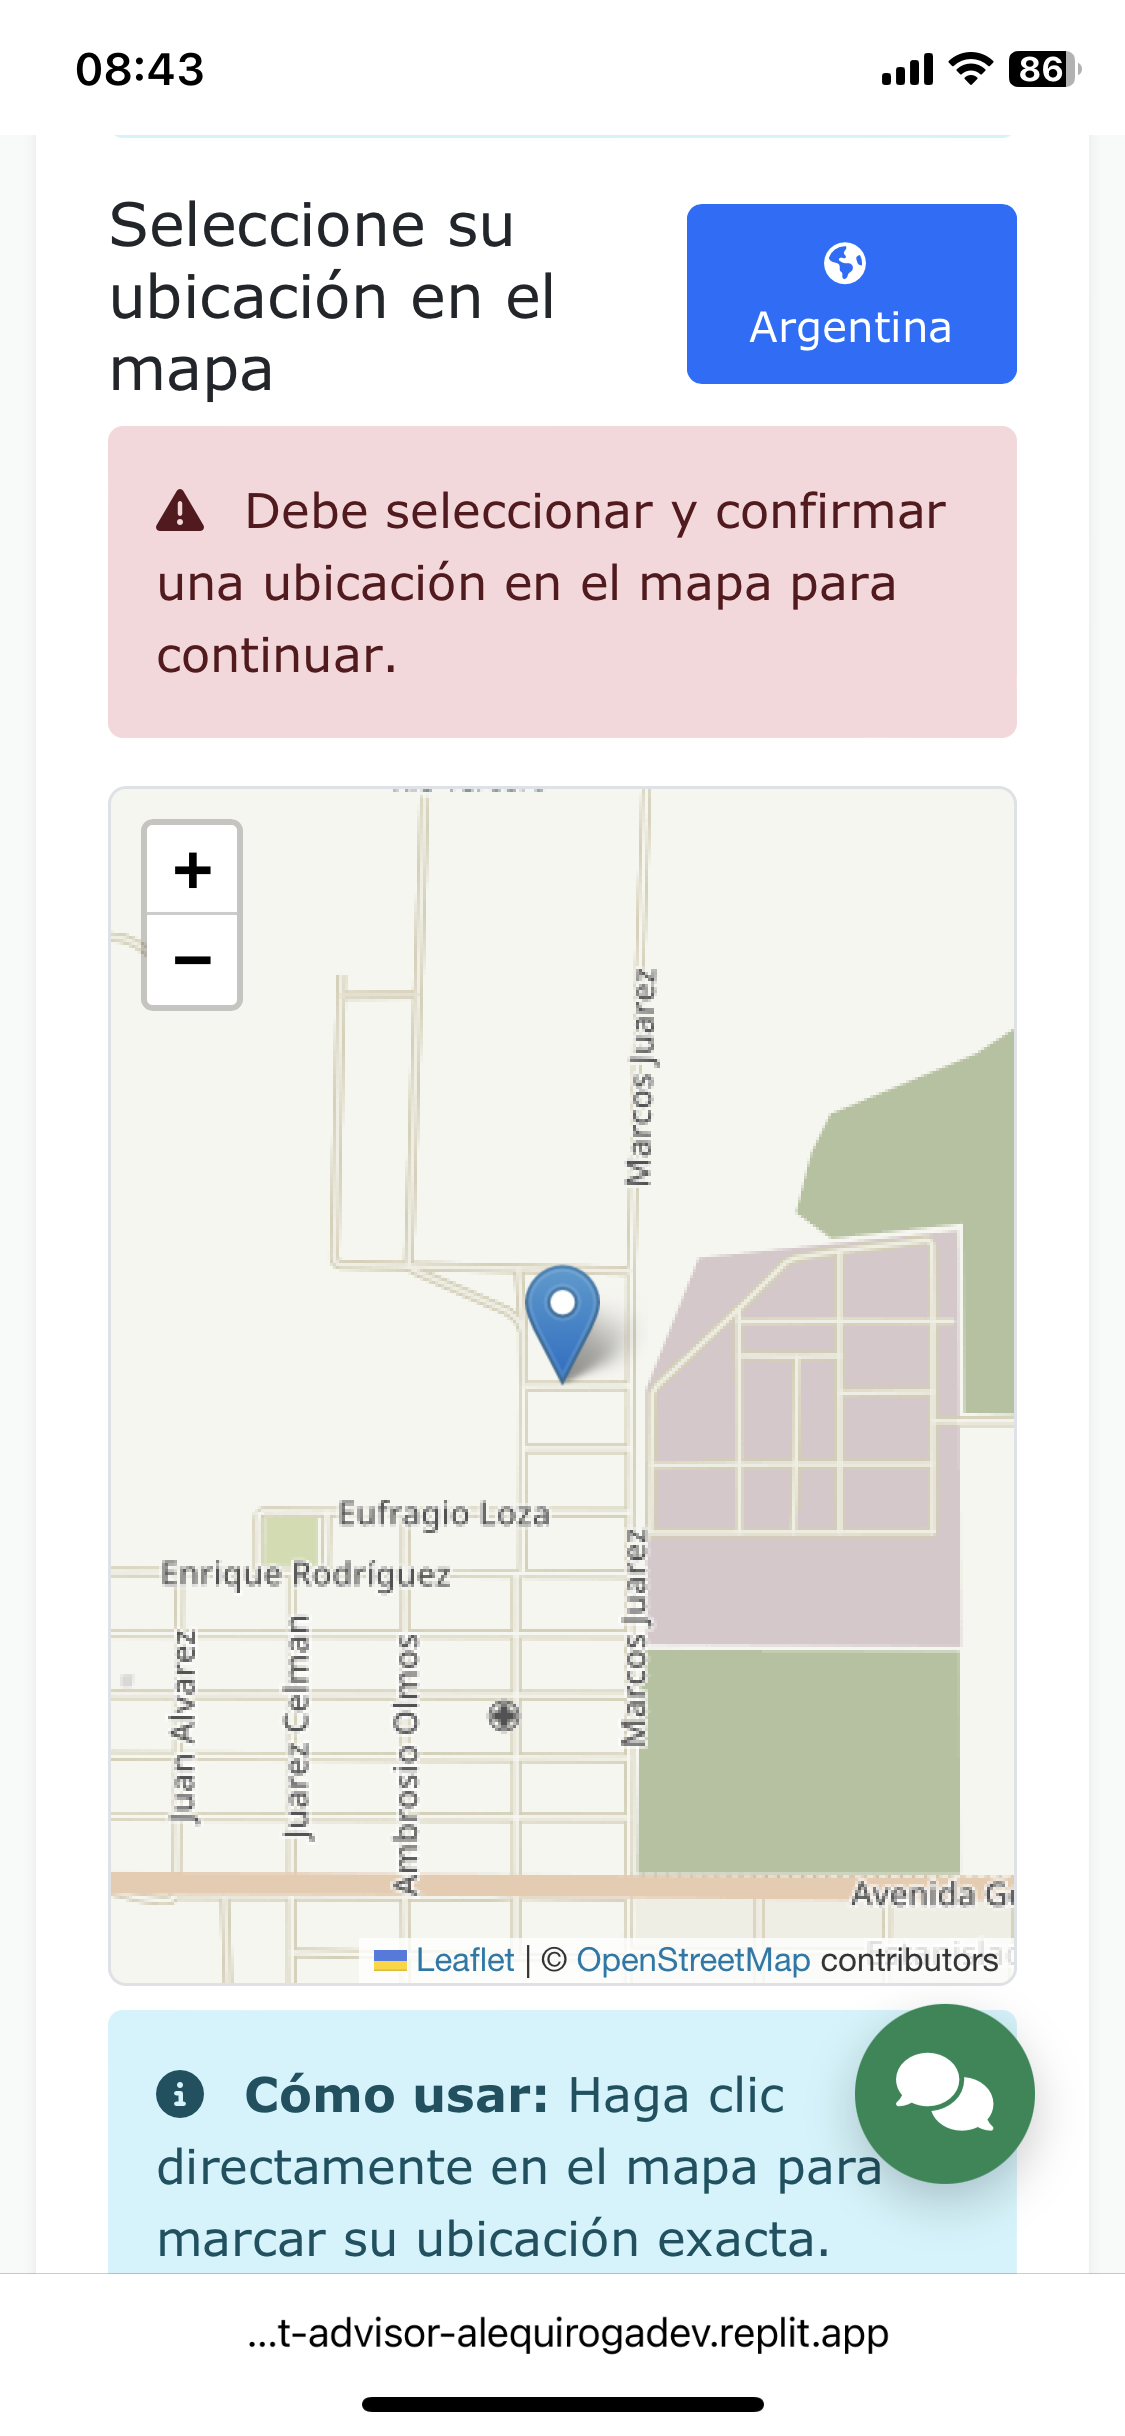 08:43
86
Seleccione su
ubicación en el
mapa
Argentina
Debe seleccionar y confirmar
una ubicación en el mapa para
continuar.
+
−
Marcos Juarez
Eufragio Loza
Enrique Rodríguez
Marcos Juarez
Juan Alvarez
Juarez Celman
Ambrosio Olmos
Avenida G
Leaflet | © OpenStreetMap contributors
Cómo usar: Haga clic
directamente en el mapa para
marcar su ubicación exacta.
...t-advisor-alequirogadev.replit.app